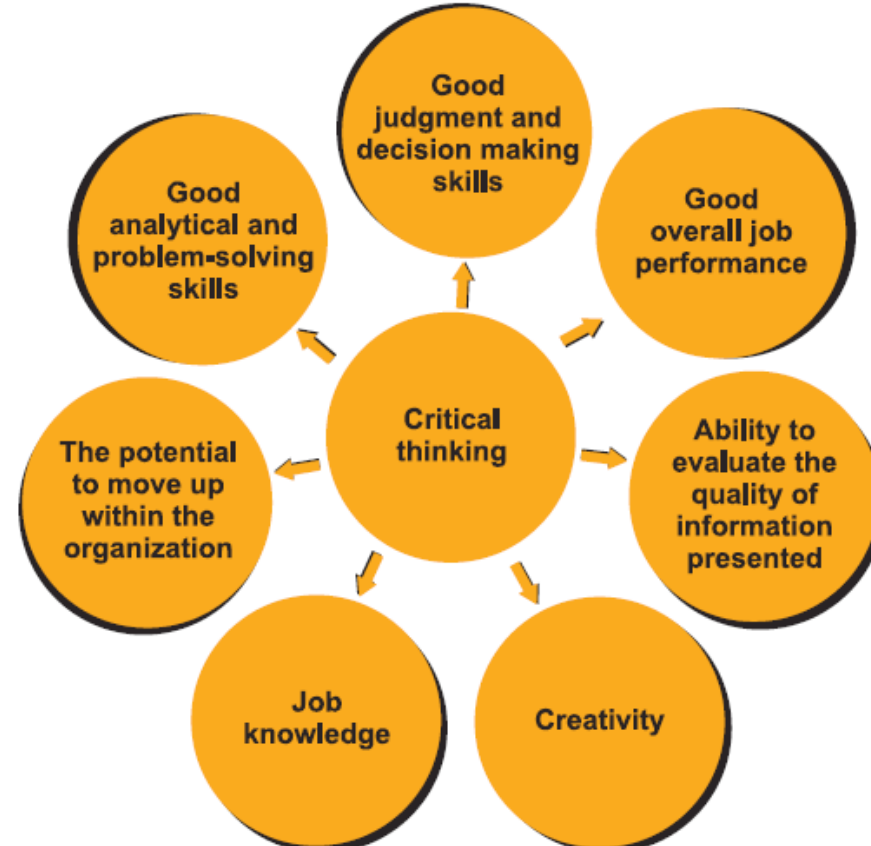 Good
judgment and
decision making
skills
Good
analytical and
problem-solving
skills
Good
overall job
performance
Critical
thinking
The potential
to move up
within the
organization
Ability to
evaluate the
quality of
information
presented
Job
knowledge
Creativity